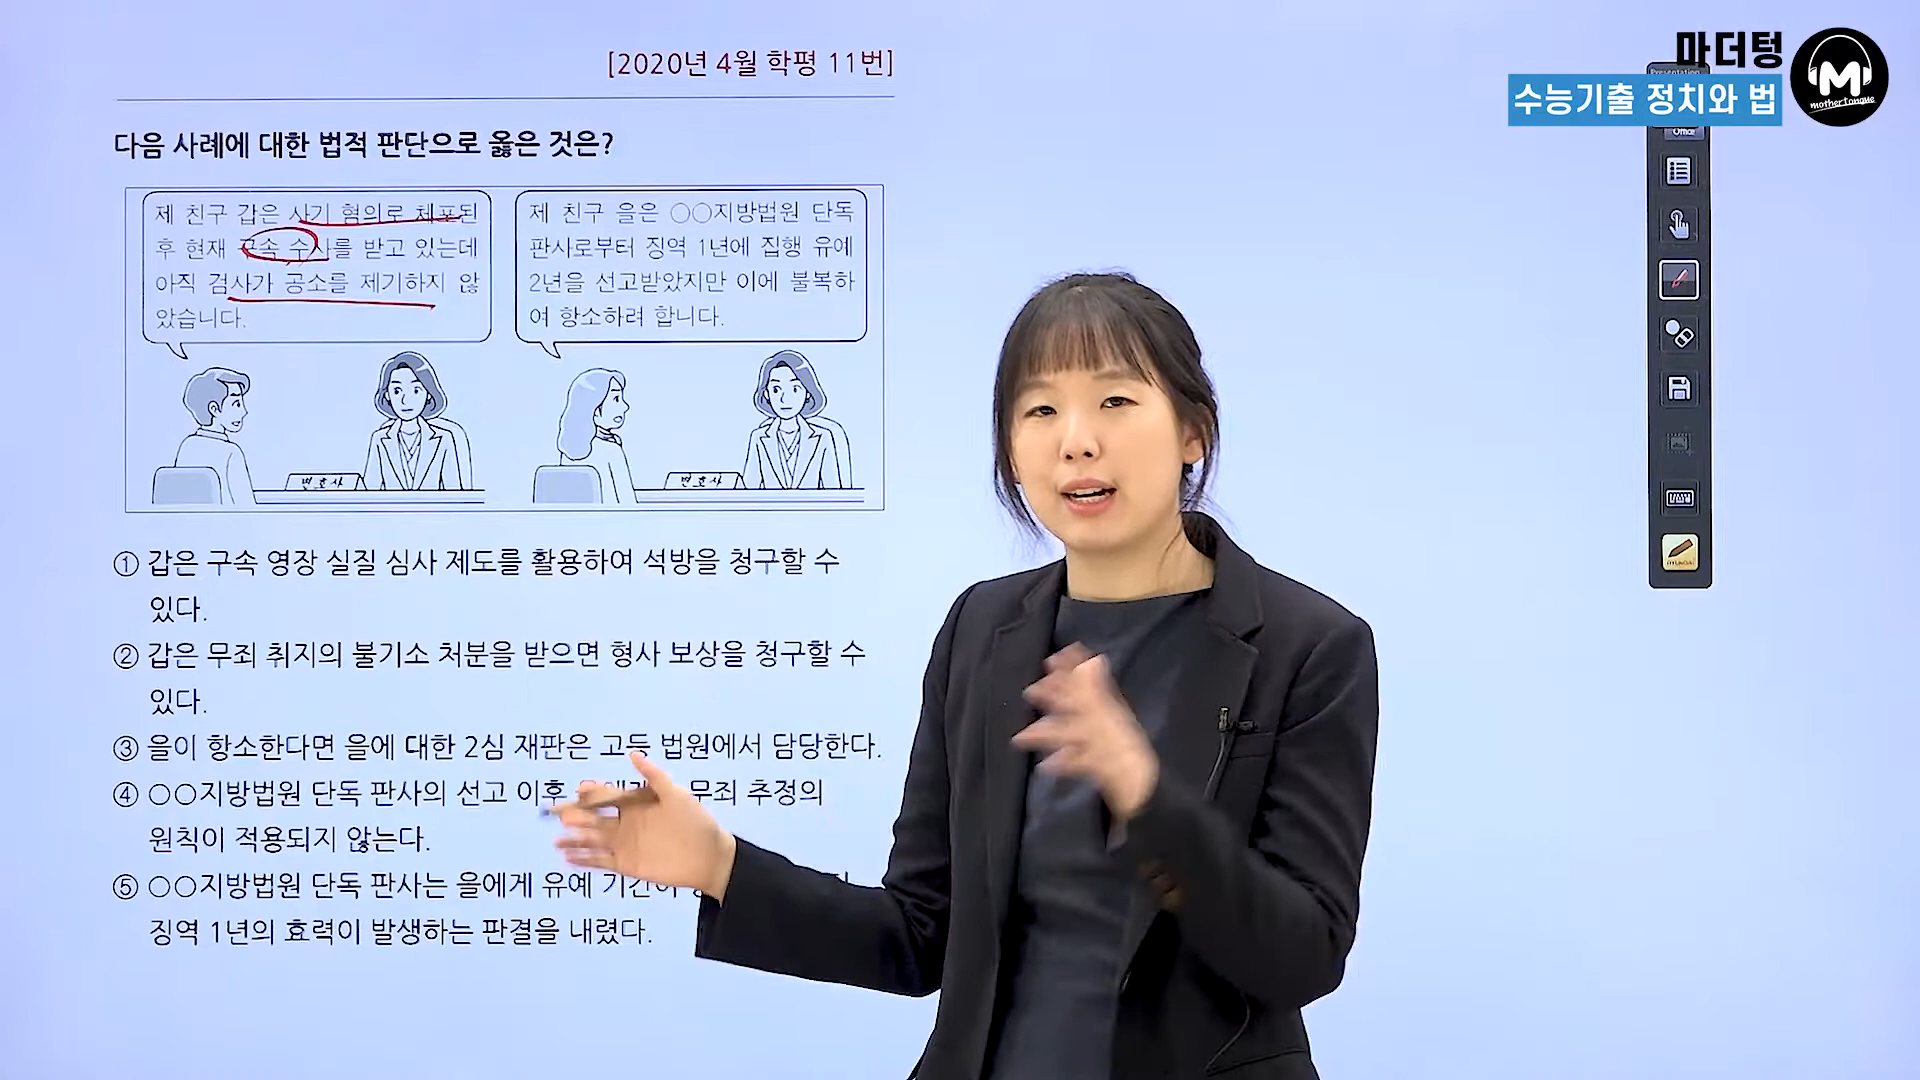 [2020년 4월 학평 11번]
마더텅
수능기출 정치와 법
M
mothertongue
다음 사례에 대한 법적 판단으로 옳은 것은?
제 친구 갑은 사기 혐의로 체포된
후 현재 구속 수사를 받고 있는데
아직 검사가 공소를 제기하지 않
았습니다.
제 친구 을은 ○○지방법원 단독
판사로부터 징역 1년에 집행 유예
2년을 선고받았지만 이에 불복하
여 항소하려 합니다.
변호사
변호사
① 갑은 구속 영장 실질 심사 제도를 활용하여 석방을 청구할 수
있다.
② 갑은 무죄 취지의 불기소 처분을 받으면 형사 보상을 청구할 수
있다.
③ 을이 항소한다면 을에 대한 2심 재판은 고등 법원에서 담당한다.
④ ○○지방법원 단독 판사의 선고 이후 무죄 추정의
원칙이 적용되지 않는다.
⑤ ○○지방법원 단독 판사는 을에게 유예 기간이
징역 1년의 효력이 발생하는 판결을 내렸다.
Office